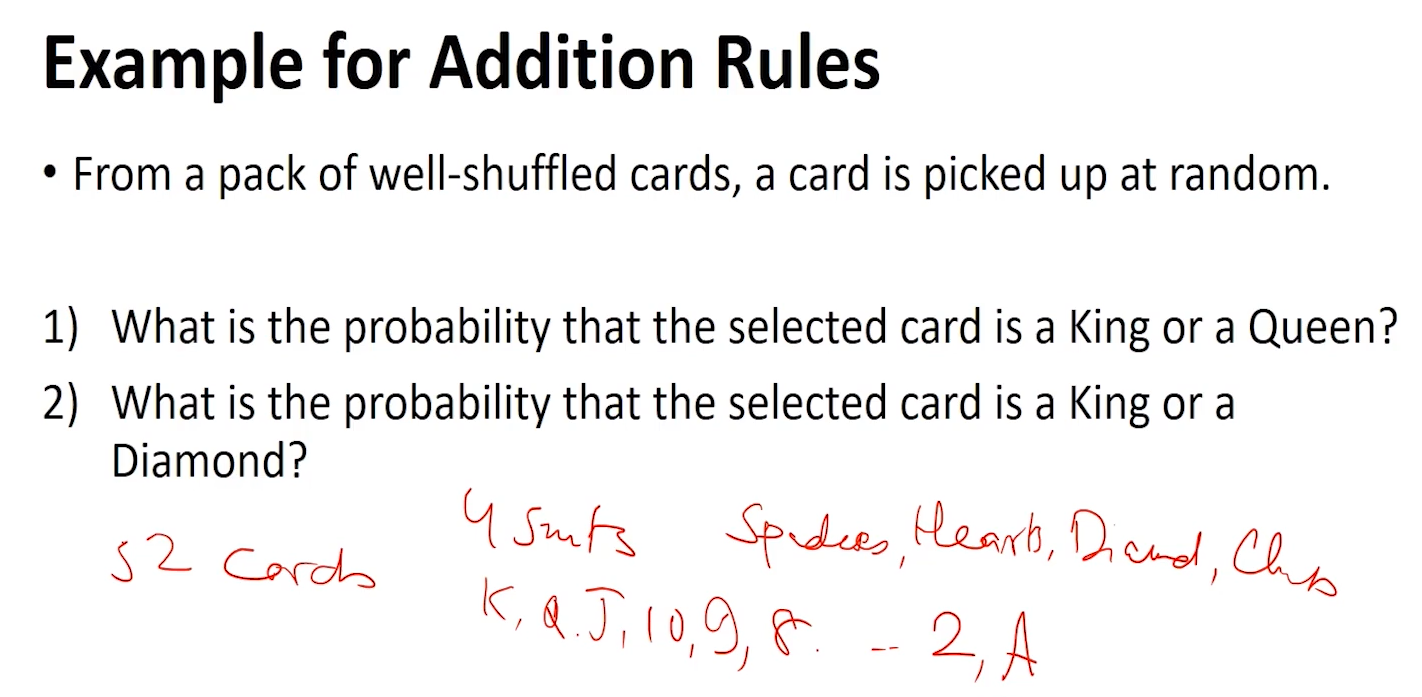 Example for Addition Rules
• From a pack of well-shuffled cards, a card is picked up at random.
1) What is the probability that the selected card is a King or a Queen?
2) What is the probability that the selected card is a King or a
Diamond?
52 Cards 4 Suits Spades, Hearts, Diamond, Clubs
K, Q. J, 10, 9, 8. -- 2, A